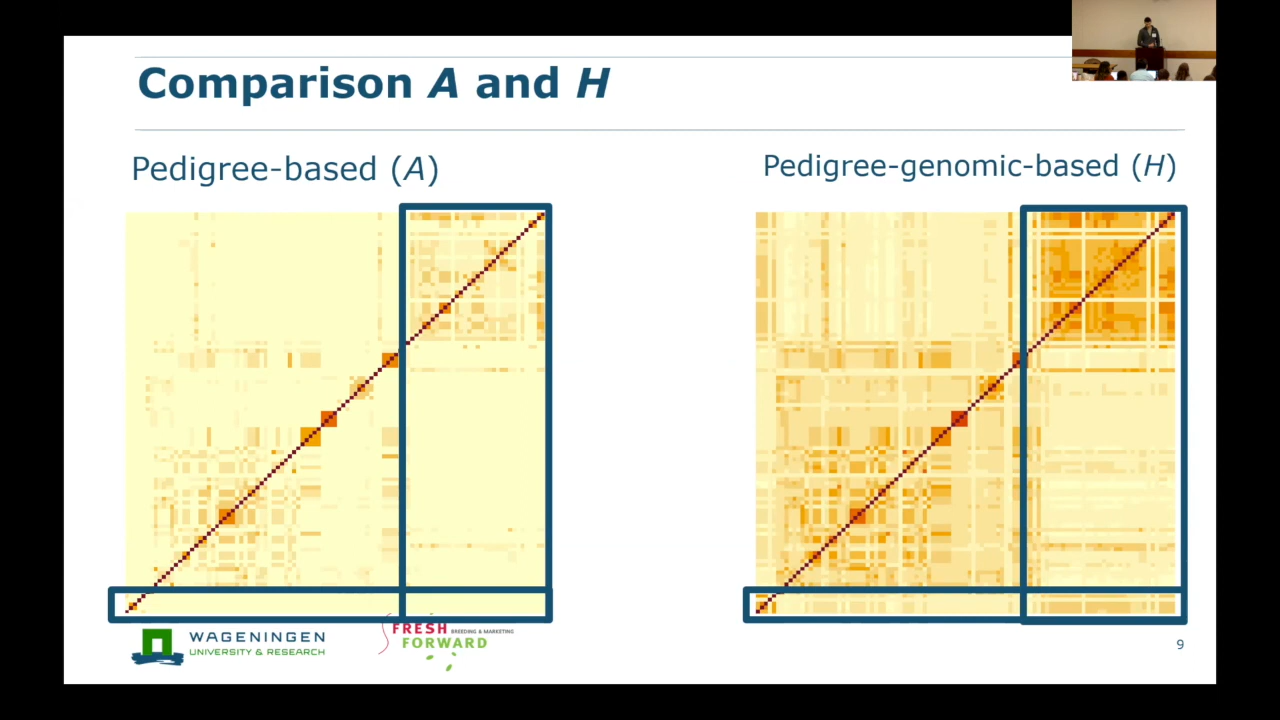 Comparison A and H
Pedigree-based (A)
Pedigree-genomic-based (H)
WAGENINGEN
UNIVERSITY & RESEARCH
FRESH BREEDING & MARKETING
FORWARD
9